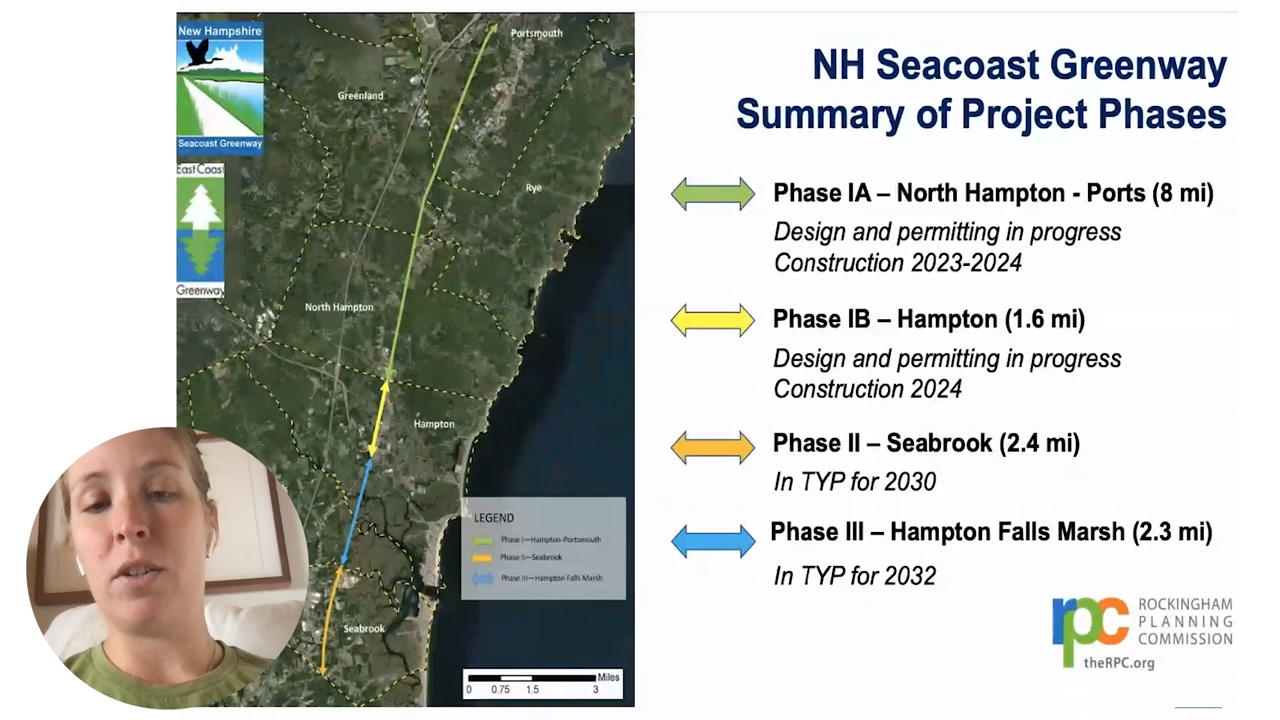 New Hampshire
Seacoast Greenway
East Coast
Greenway
Portsmouth
Greenland
Rye
North Hampton
Hampton
Seabrook
LEGEND
Phase I—Hampton-Portsmouth
Phase II—Seabrook
Phase III—Hampton Falls Marsh
Miles
0 0.75 1.5 3
NH Seacoast Greenway
Summary of Project Phases
Phase IA – North Hampton - Ports (8 mi)
Design and permitting in progress
Construction 2023-2024
Phase IB – Hampton (1.6 mi)
Design and permitting in progress
Construction 2024
Phase II – Seabrook (2.4 mi)
In TYP for 2030
Phase III – Hampton Falls Marsh (2.3 mi)
In TYP for 2032
rpc
ROCKINGHAM
PLANNING
COMMISSION
theRPC.org